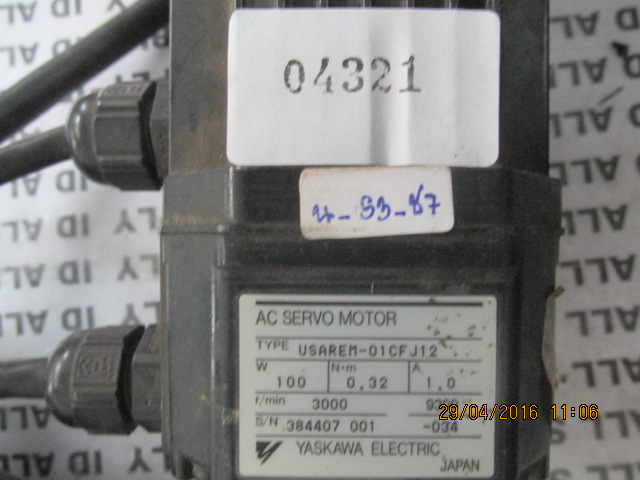 04321
AC SERVO MOTOR
TYPE USAREM-01CFJ12
W N-m A
100 0.32 1.0
r/min 3000
S/N 384407 001 -034
29/04/2016 11:06
YASKAWA ELECTRIC
JAPAN